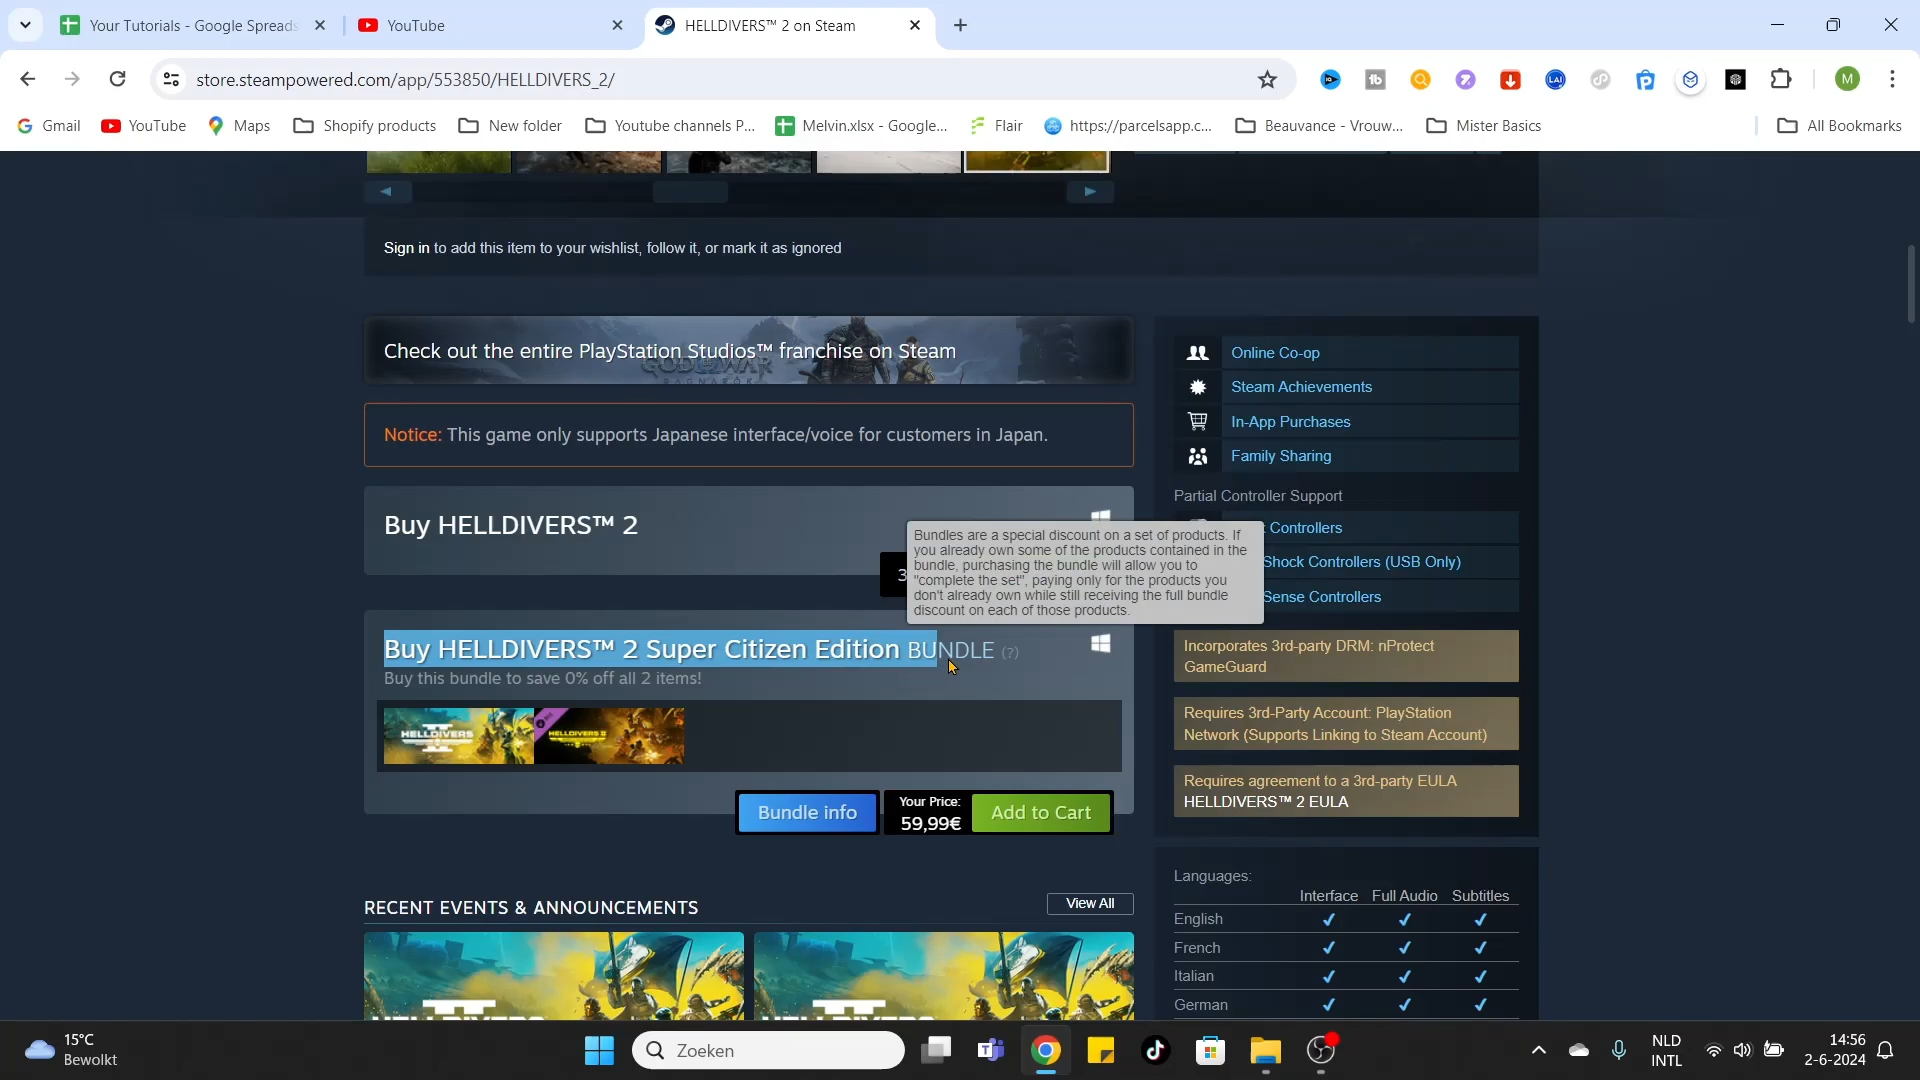 Your Tutorials - Google Spreads
YouTube
HELLDIVERS™ 2 on Steam
store.steampowered.com/app/553850/HELLDIVERS_2/
M
Gmail
YouTube
Maps
Shopify products
New folder
Youtube channels P...
Melvin.xlsx - Google...
Flair
https://parcelsapp.c...
Beauvance - Vrouw...
Mister Basics
All Bookmarks
Sign in to add this item to your wishlist, follow it, or mark it as ignored
Check out the entire PlayStation Studios™ franchise on Steam
Notice: This game only supports Japanese interface/voice for customers in Japan.
Buy HELLDIVERS™ 2
3
Bundles are a special discount on a set of products. If
you already own some of the products contained in the
bundle, purchasing the bundle will allow you to
"complete the set", paying only for the products you
don't already own while still receiving the full bundle
discount on each of those products.
Buy HELLDIVERS™ 2 Super Citizen Edition BUNDLE (?)
Buy this bundle to save 0% off all 2 items!
HELLDIVERS
HELLDIVERS II
Bundle info
Your Price:
59,99€
Add to Cart
RECENT EVENTS & ANNOUNCEMENTS
View All
Online Co-op
Steam Achievements
In-App Purchases
Family Sharing
Partial Controller Support
Controllers
Shock Controllers (USB Only)
Sense Controllers
Incorporates 3rd-party DRM: nProtect
GameGuard
Requires 3rd-Party Account: PlayStation
Network (Supports Linking to Steam Account)
Requires agreement to a 3rd-party EULA
HELLDIVERS™ 2 EULA
Languages:
Interface Full Audio Subtitles
English ✓ ✓ ✓
French ✓ ✓ ✓
Italian ✓ ✓ ✓
German ✓ ✓ ✓
15°C
Bewolkt
Zoeken
NLD
INTL
14:56
2-6-2024